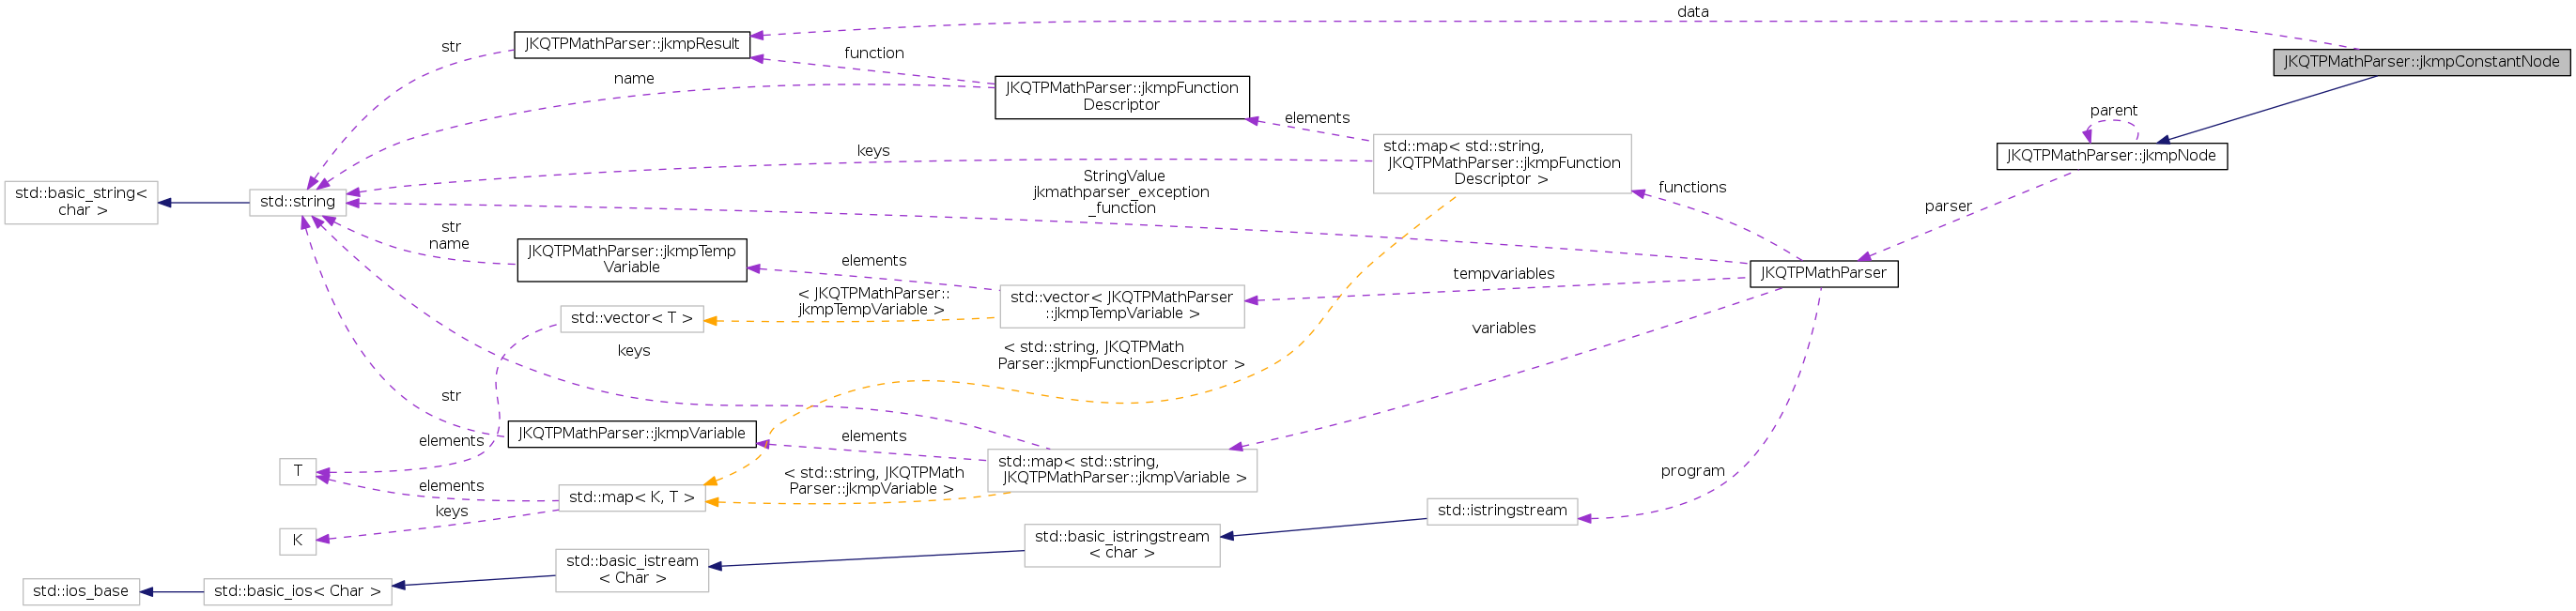 data
JKQTPMathParser::jkmpResult
str
function
JKQTPMathParser::jkmpConstantNode
name
JKQTPMathParser::jkmpFunction
Descriptor
parent
elements
keys
std::map< std::string,
JKQTPMathParser::jkmpFunction
Descriptor >
JKQTPMathParser::jkmpNode
StringValue
jkmathparser_exception
_function
functions
std::basic_string<
char >
std::string
parser
str
name
JKQTPMathParser::jkmpTemp
Variable
elements
tempvariables
JKQTPMathParser
< JKQTPMathParser::
jkmpTempVariable >
std::vector< JKQTPMathParser
::jkmpTempVariable >
std::vector< T >
variables
keys
< std::string, JKQTPMath
Parser::jkmpFunctionDescriptor >
str
JKQTPMathParser::jkmpVariable
elements
elements
std::map< std::string,
JKQTPMathParser::jkmpVariable >
program
T
elements
< std::string, JKQTPMath
Parser::jkmpVariable >
std::map< K, T >
keys
K
std::istringstream
std::basic_istringstream
< char >
std::basic_istream
< Char >
std::basic_ios< Char >
std::ios_base